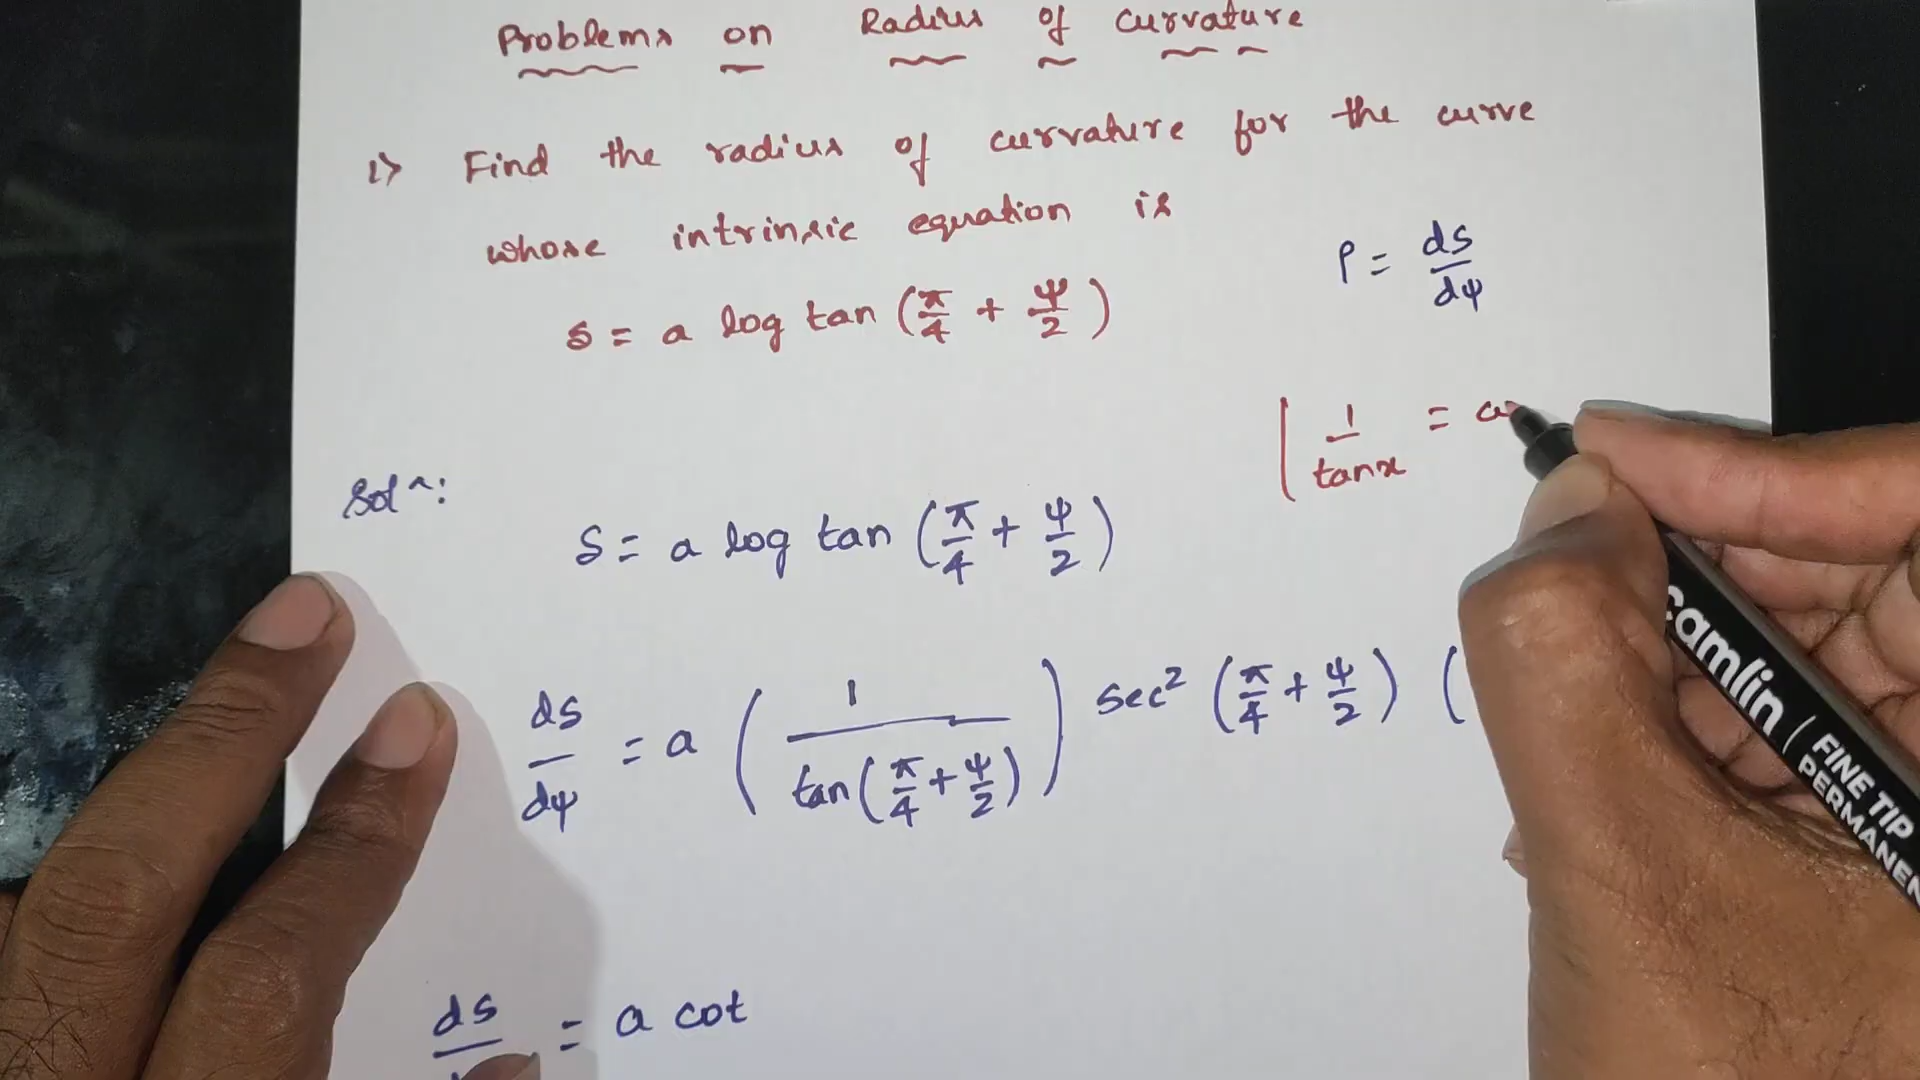 Problems on Radius of Curvature
1) Find the radius of curvature for the curve
whose intrinsic equation is
s = a log tan (π/4 + ψ/2)
ρ = ds/dψ
1/tanx =
Sol^n:
S = a log tan (π/4 + ψ/2)
ds/dψ = a (1/tan(π/4 + ψ/2)) sec² (π/4 + ψ/2) (
ds = a cot
camlin FINE TIP